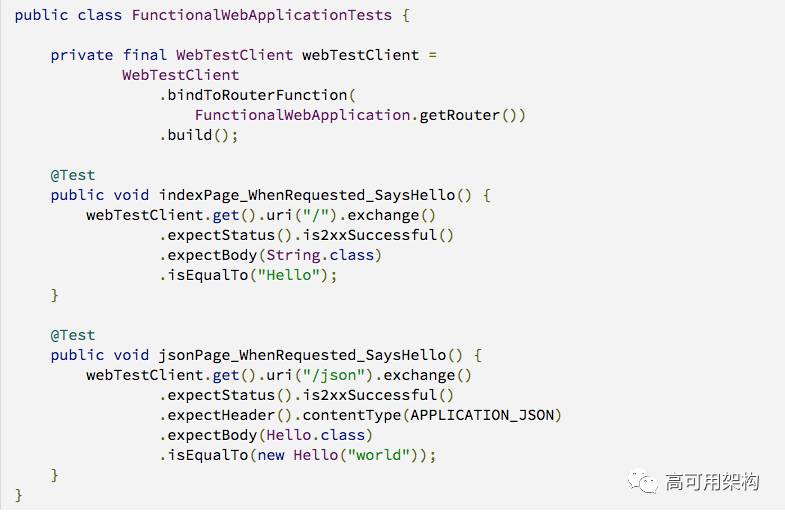 public class FunctionalWebApplicationTests {
private final WebTestClient webTestClient =
WebTestClient
.bindToRouterFunction(
FunctionalWebApplication.getRouter())
.build();
@Test
public void indexPage_WhenRequested_SaysHello() {
webTestClient.get().uri("/").exchange()
.expectStatus().is2xxSuccessful()
.expectBody(String.class)
.isEqualTo("Hello");
}
@Test
public void jsonPage_WhenRequested_SaysHello() {
webTestClient.get().uri("/json").exchange()
.expectStatus().is2xxSuccessful()
.expectHeader().contentType(APPLICATION_JSON)
.expectBody(Hello.class)
.isEqualTo(new Hello("world"));
}
}
高可用架构